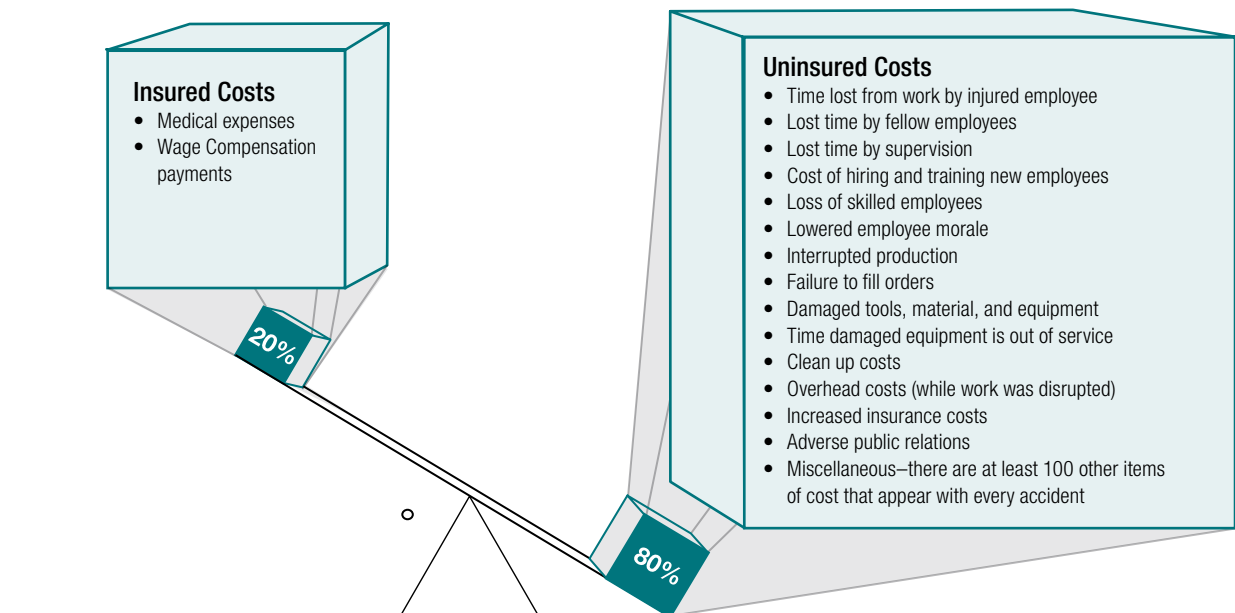 Insured Costs
• Medical expenses
• Wage Compensation
payments
20%
Uninsured Costs
• Time lost from work by injured employee
• Lost time by fellow employees
• Lost time by supervision
• Cost of hiring and training new employees
• Loss of skilled employees
• Lowered employee morale
• Interrupted production
• Failure to fill orders
• Damaged tools, material, and equipment
• Time damaged equipment is out of service
• Clean up costs
• Overhead costs (while work was disrupted)
• Increased insurance costs
• Adverse public relations
• Miscellaneous–there are at least 100 other items
of cost that appear with every accident
80%